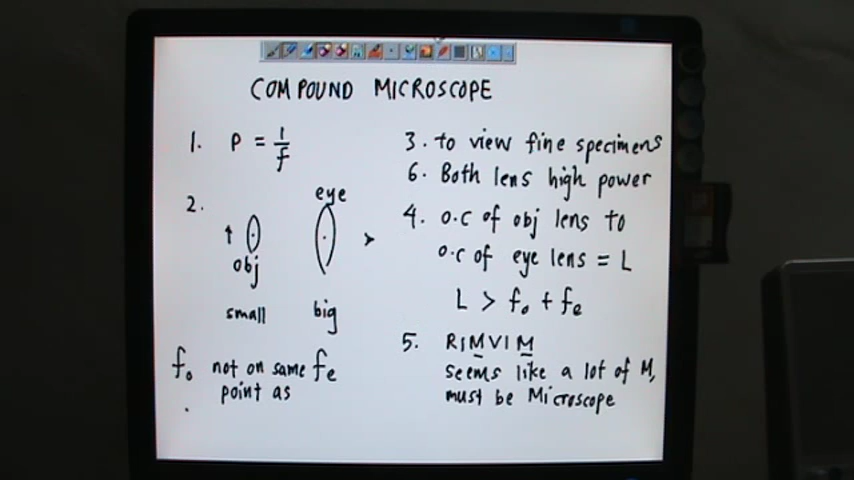 COMPOUND MICROSCOPE
1. P = 1/f
2.
eye
obj
small big
f₀ not on same fe
point as
3. to view fine specimens
6. Both lens high power
4. o.c of obj lens to
o.c of eye lens = L
L > f₀ + fe
5. RIMVIM
seems like a lot of M,
must be Microscope